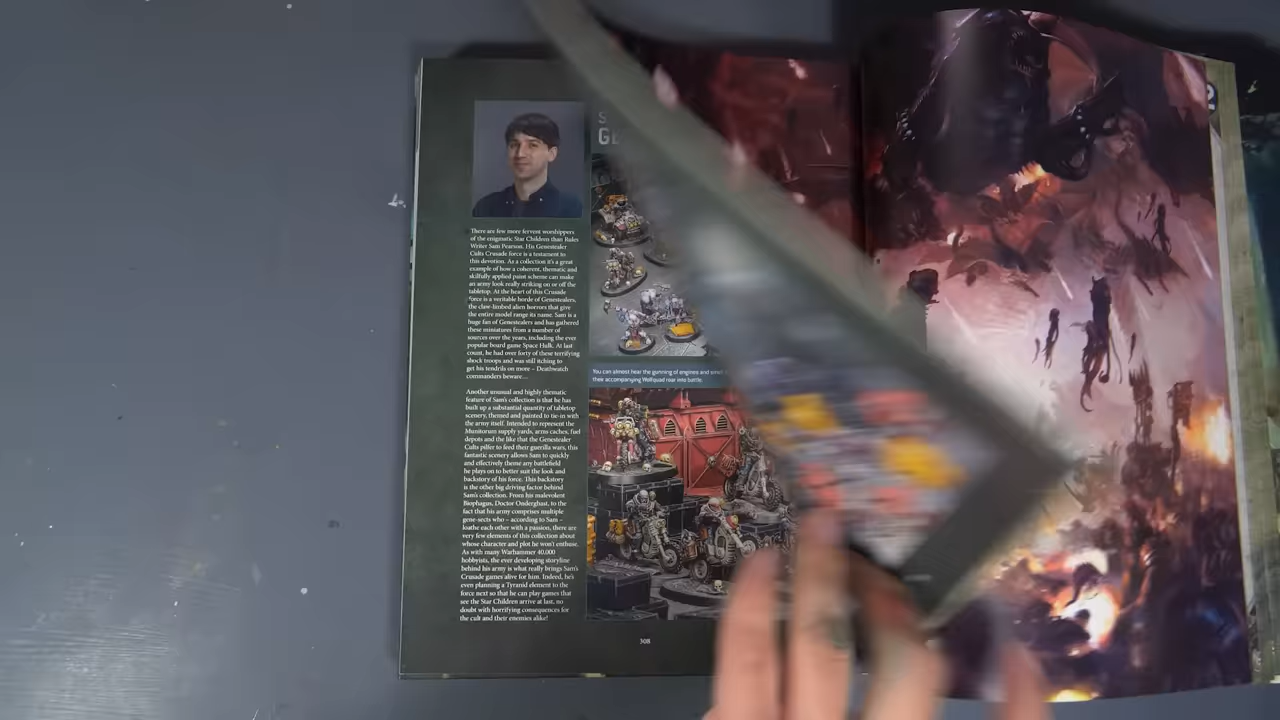 S
GE
There are few more fervent worshippers
of the enigmatic Star Children than Rules
Writer Sam Pearson. His Genestealer
Cults Crusade force is a testament to
this devotion. As a collection it's a great
example of how a coherent, thematic and
skilfully applied paint scheme can make
an army look really striking on or off the
tabletop. At the heart of this Crusade
force is a veritable horde of Genestealers,
the claw-limbed alien horrors that give
the entire model range its name. Sam is a
huge fan of Genestealers and has gathered
these miniatures from a number of
sources over the years, including the ever
popular board game Space Hulk. At last
count, he had over forty of these terrifying
shock troops and was still itching to
get his tendrils on more – Deathwatch
commanders beware...
You can almost hear the gunning of engines and
their accompanying Wolfquad roar into battle.
Another unusual and highly thematic
feature of Sam's collection is that he has
built up a substantial quantity of tabletop
scenery, themed and painted to tie-in with
the army itself. Intended to represent the
Munitorum supply yards, arms caches, fuel
depots and the like that the Genestealer
Cults pilfer to feed their guerilla wars, this
fantastic scenery allows Sam to quickly
and effectively theme any battlefield
he plays on to better suit the look and
backstory of his force. This backstory
is the other big driving factor behind
Sam's collection. From his malevolent
Biophagus, Doctor Onderghast, to the
fact that his army comprises multiple
gene-sects who – according to Sam –
loathe each other with a passion, there are
very few elements of this collection about
whose character and plot he won't enthuse.
As with many Warhammer 40,000
hobbyists, the ever developing storyline
behind his army is what really brings Sam's
Crusade games alive for him. Indeed, he's
even planning a Tyranid element to the
force next so that he can play games that
see the Star Children arrive at last, no
doubt with horrifying consequences for
the cult and their enemies alike!
308
2